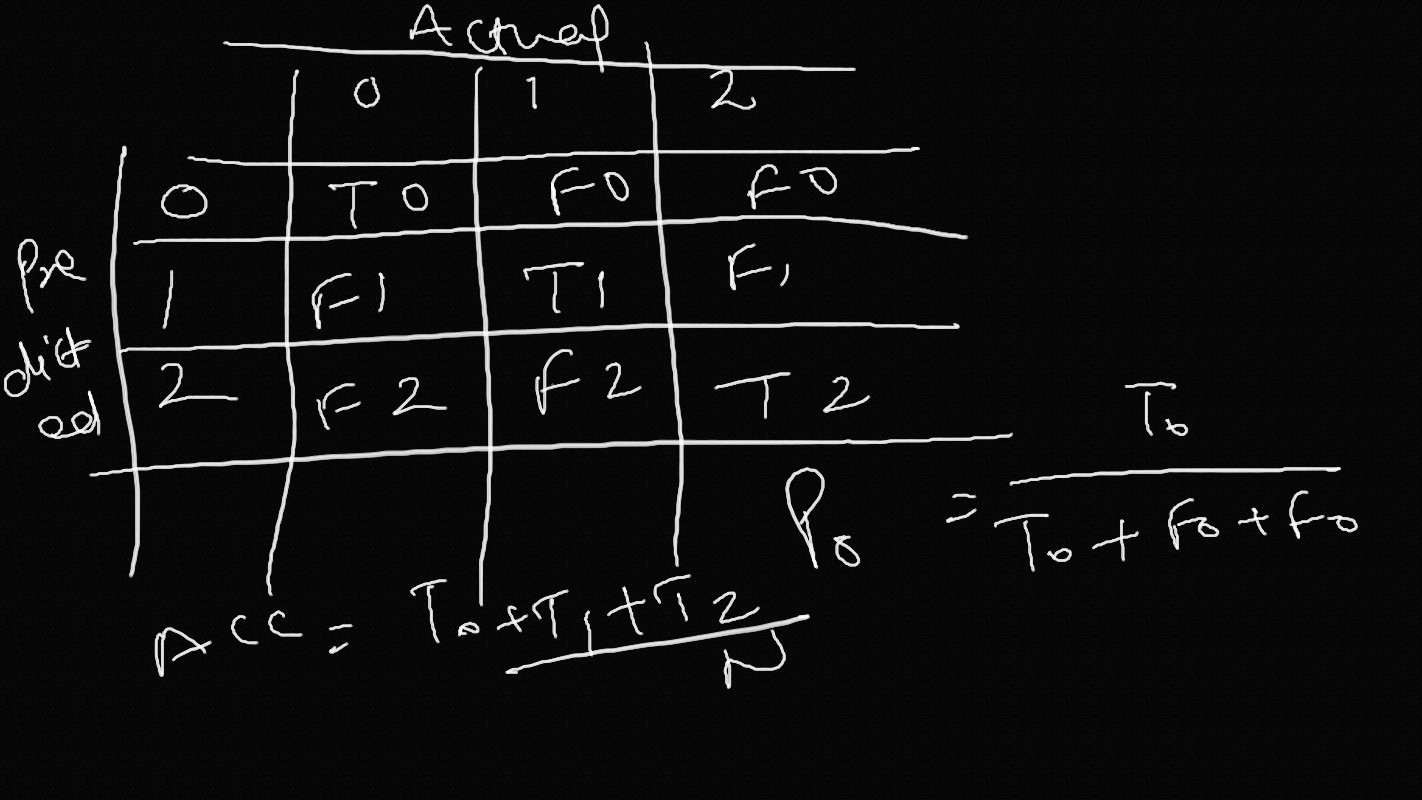 Actual
0 1 2
0 T0 F0 F0
Pre
1 F1 T1 F1
dict
2 F2 F2 T2
ed
P0 = T0 / T0 + F0 + F0
ACC = T0 + T1 + T2 / N